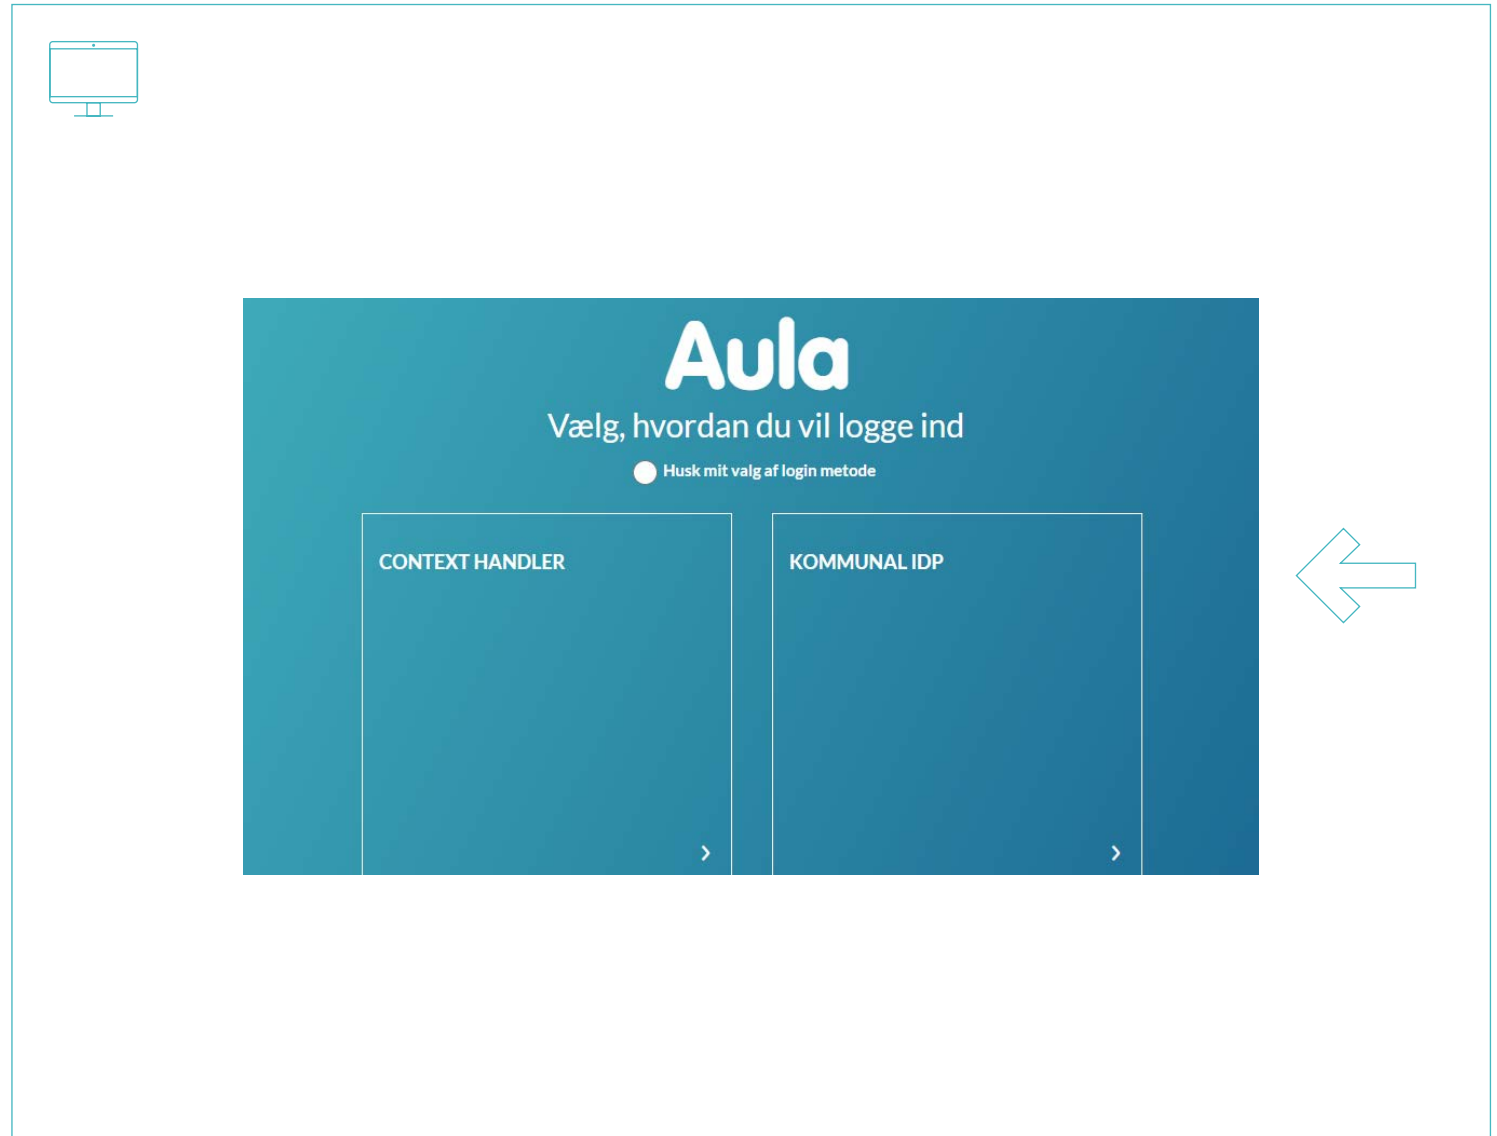 Aula
Vælg, hvordan du vil logge ind
Husk mit valg af login metode
CONTEXT HANDLER
KOMMUNAL IDP